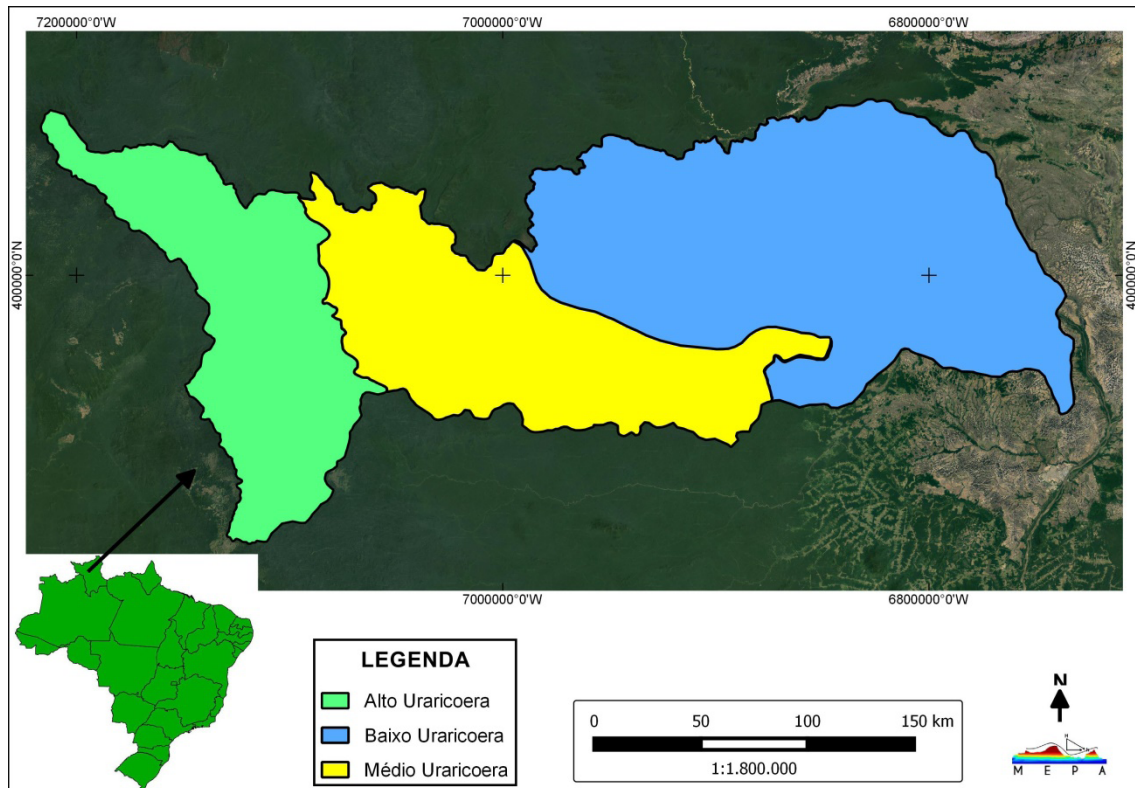 7200000°0'W 7000000°0'W 6800000°0'W
400000°0'N 400000°0'N
7000000°0'W 6800000°0'W
LEGENDA
Alto Uraricoera
Baixo Uraricoera
Médio Uraricoera
0 50 100 150 km
1:1.800.000
N
M E P A